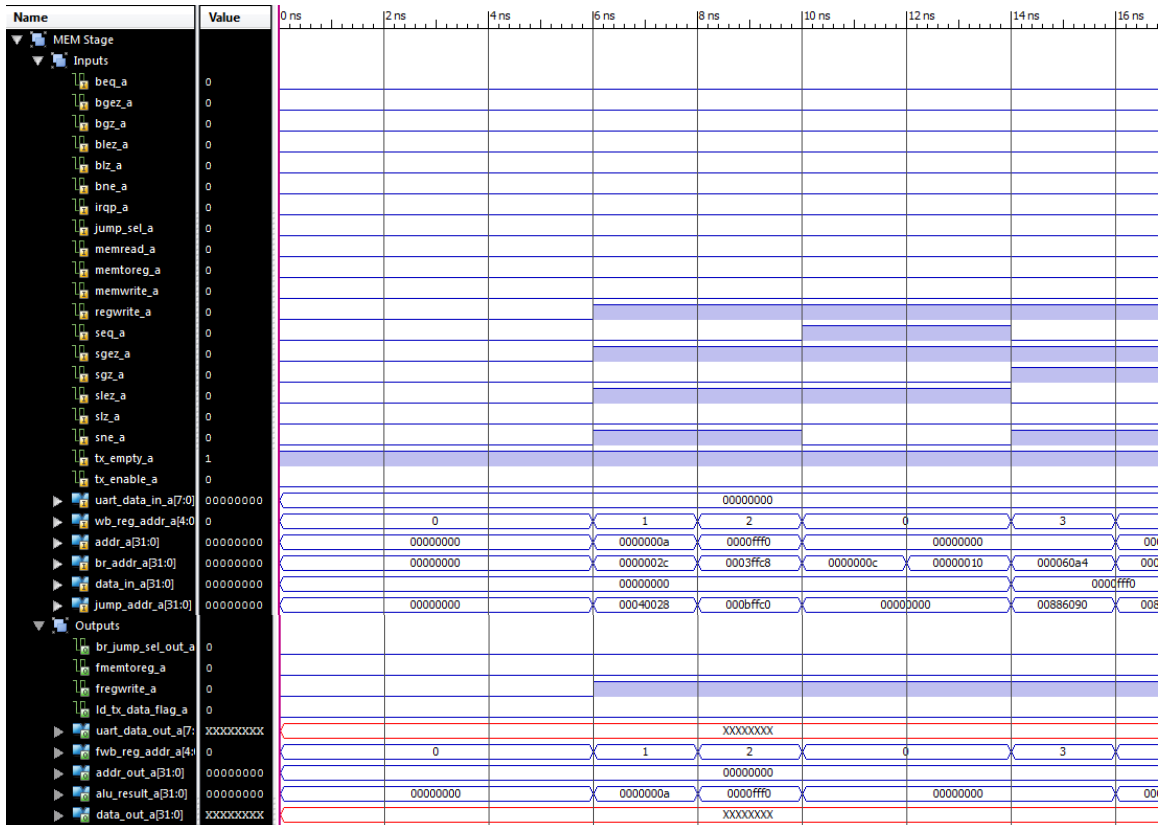 Name Value 0 ns 2 ns 4 ns 6 ns 8 ns 10 ns 12 ns 14 ns 16 ns
MEM Stage
Inputs
beq_a 0
bgez_a 0
bgz_a 0
blez_a 0
blz_a 0
bne_a 0
irqp_a 0
jump_sel_a 0
memread_a 0
memtoreg_a 0
memwrite_a 0
regwrite_a 0
seq_a 0
sgez_a 0
sgz_a 0
slez_a 0
slz_a 0
sne_a 0
tx_empty_a 1
tx_enable_a 0
uart_data_in_a[7:0] 00000000 00000000
wb_reg_addr_a[4:0 0 0 1 2 0 3
addr_a[31:0] 00000000 00000000 0000000a 0000fff0 00000000 00
br_addr_a[31:0] 00000000 00000000 0000002c 0003ffc8 0000000c 00000010 000060a4 000
data_in_a[31:0] 00000000 00000000 0000fff0
jump_addr_a[31:0] 00000000 00000000 00040028 000bffc0 00000000 00886090 008
Outputs
br_jump_sel_out_a 0
fmemtoreg_a 0
fregwrite_a 0
ld_tx_data_flag_a 0
uart_data_out_a[7: XXXXXXXX XXXXXXXX
fwb_reg_addr_a[4: 0 0 1 2 0 3
addr_out_a[31:0] 00000000 00000000
alu_result_a[31:0] 00000000 00000000 0000000a 0000fff0 00000000 00
data_out_a[31:0] XXXXXXXX XXXXXXXX